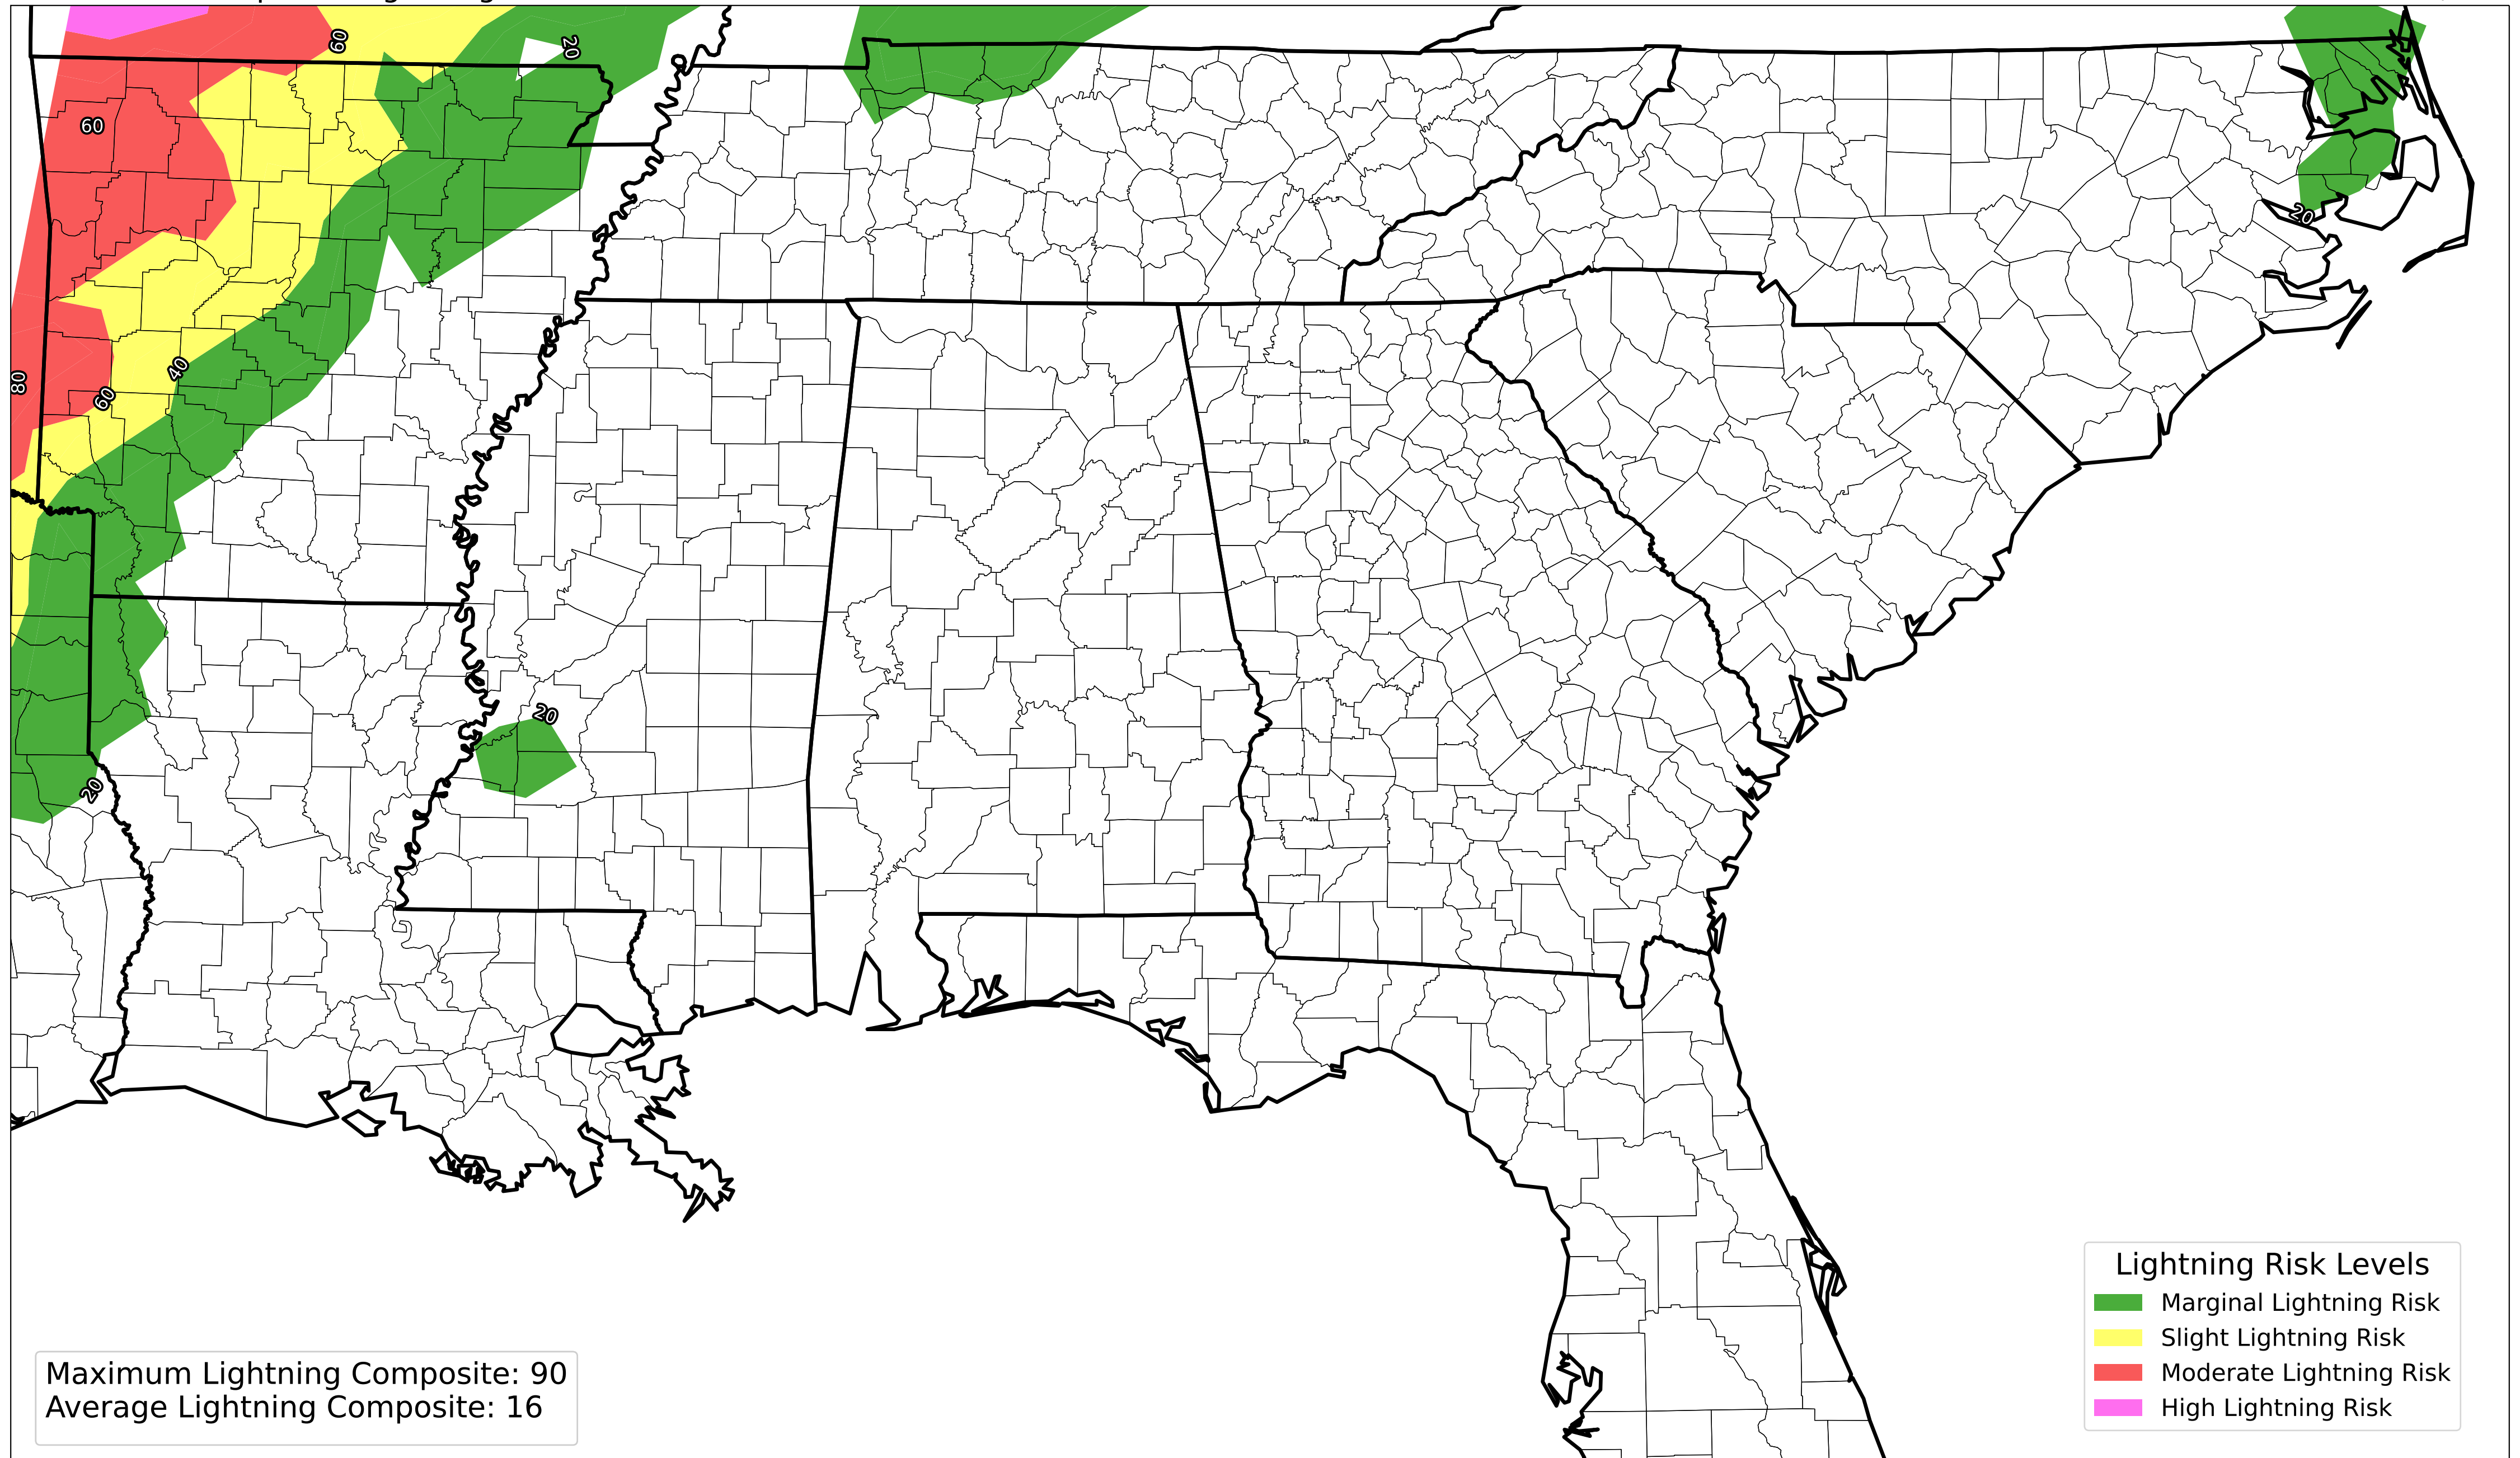 60
20
60
20
80
40
60
20
20
Lightning Risk Levels
Marginal Lightning Risk
Slight Lightning Risk
Moderate Lightning Risk
High Lightning Risk
Maximum Lightning Composite: 90
Average Lightning Composite: 16